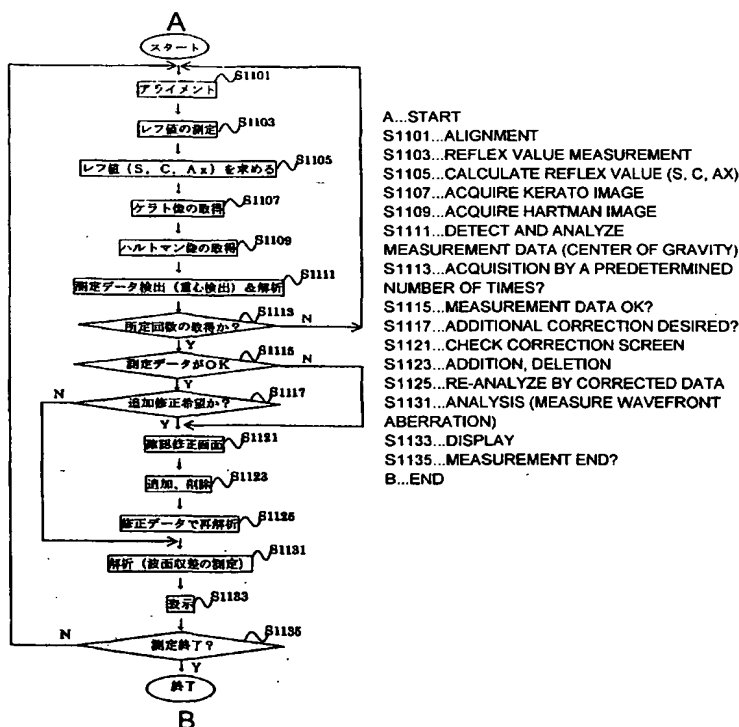 A
スタート
S1101
アライメント
レフ値の測定 S1103
レフ値(S, C, Ax)を求める S1105
ケラト像の取得 S1107
ハルトマン像の取得 S1109
測定データ検出(重心検出)&解析 S1111
所定回数の取得か? S1113 N
Y
測定データがOK S1115 N
Y
N 追加修正希望か? S1117
Y
確認修正画面 S1121
追加、削除 S1123
修正データで再解析 S1125
解析(波面収差の測定) S1131
表示 S1133
N 測定終了? S1135
Y
終了
B
A...START
S1101...ALIGNMENT
S1103...REFLEX VALUE MEASUREMENT
S1105...CALCULATE REFLEX VALUE (S, C, AX)
S1107...ACQUIRE KERATO IMAGE
S1109...ACQUIRE HARTMAN IMAGE
S1111...DETECT AND ANALYZE
MEASUREMENT DATA (CENTER OF GRAVITY)
S1113...ACQUISITION BY A PREDETERMINED
NUMBER OF TIMES?
S1115...MEASUREMENT DATA OK?
S1117...ADDITIONAL CORRECTION DESIRED?
S1121...CHECK CORRECTION SCREEN
S1123...ADDITION, DELETION
S1125...RE-ANALYZE BY CORRECTED DATA
S1131...ANALYSIS (MEASURE WAVEFRONT
ABERRATION)
S1133...DISPLAY
S1135...MEASUREMENT END?
B...END